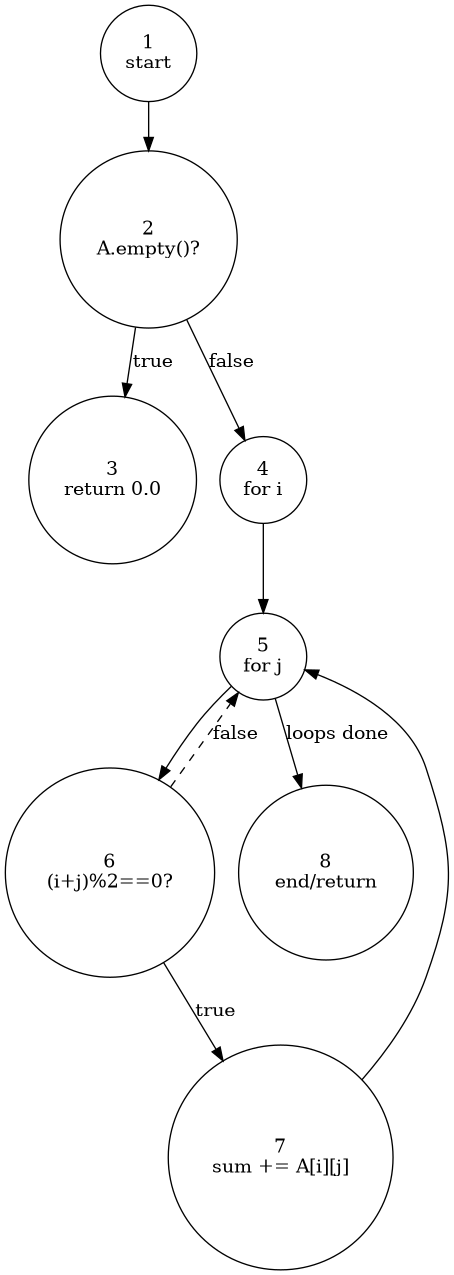 1
start
2
A.empty()?
true
false
3
return 0.0
4
for i
5
for j
false
loops done
6
(i+j)%2==0?
8
end/return
true
7
sum += A[i][j]